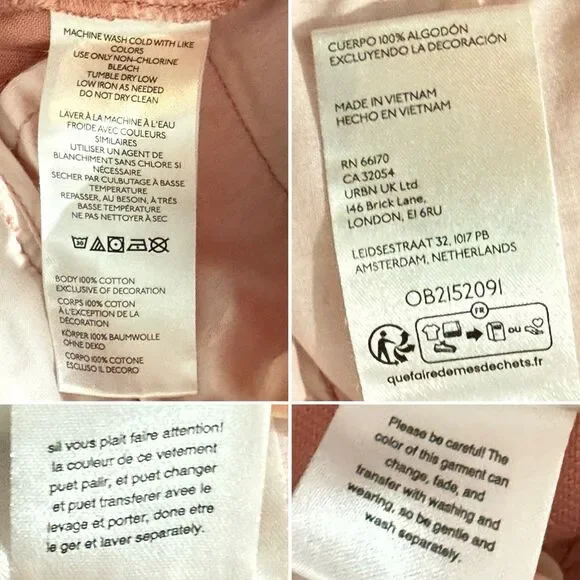 MACHINE WASH COLD WITH LIKE
COLORS
USE ONLY NON-CHLORINE
BLEACH
TUMBLE DRY LOW
LOW IRON AS NEEDED
DO NOT DRY CLEAN
LAVER À LA MACHINE À L'EAU
FROIDE AVEC COULEURS
SIMILAIRES
UTILISER UN AGENT DE
BLANCHIMENT SANS CHLORE SI
NÉCESSAIRE
SECHER PAR CULBUTAGE À BASSE
TEMPERATURE
REPASSER, AU BESOIN, À TRÈS
BASSE TEMPÉRATURE
NE PAS NETTOYER À SEC
30
BODY 100% COTTON
EXCLUSIVE OF DECORATION
CORPS 100% COTON
À L'EXCEPTION DE LA
DÉCORATION
KÖRPER 100% BAUMWOLLE
OHNE DEKO
CORPO 100% COTONE
ESCLUSO IL DECORO
CUERPO 100% ALGODÓN
EXCLUYENDO LA DECORACIÓN
MADE IN VIETNAM
HECHO EN VIETNAM
RN 66170
CA 32054
URBN UK Ltd
146 Brick Lane,
LONDON, E1 6RU
LEIDSESTRAAT 32, 1017 PB
AMSTERDAM, NETHERLANDS
OB2152091
FR
OU
quefairedemesdechets.fr
sil vous plait faire attention!
la couleur de ce vetement
puet palir, et puet changer
et puet transferer avec le
levage et porter, done etre
le ger et laver separately.
Please be careful! The
color of this garment can
change, fade, and
transfer with washing and
wearing, so be gentle and
wash separately.